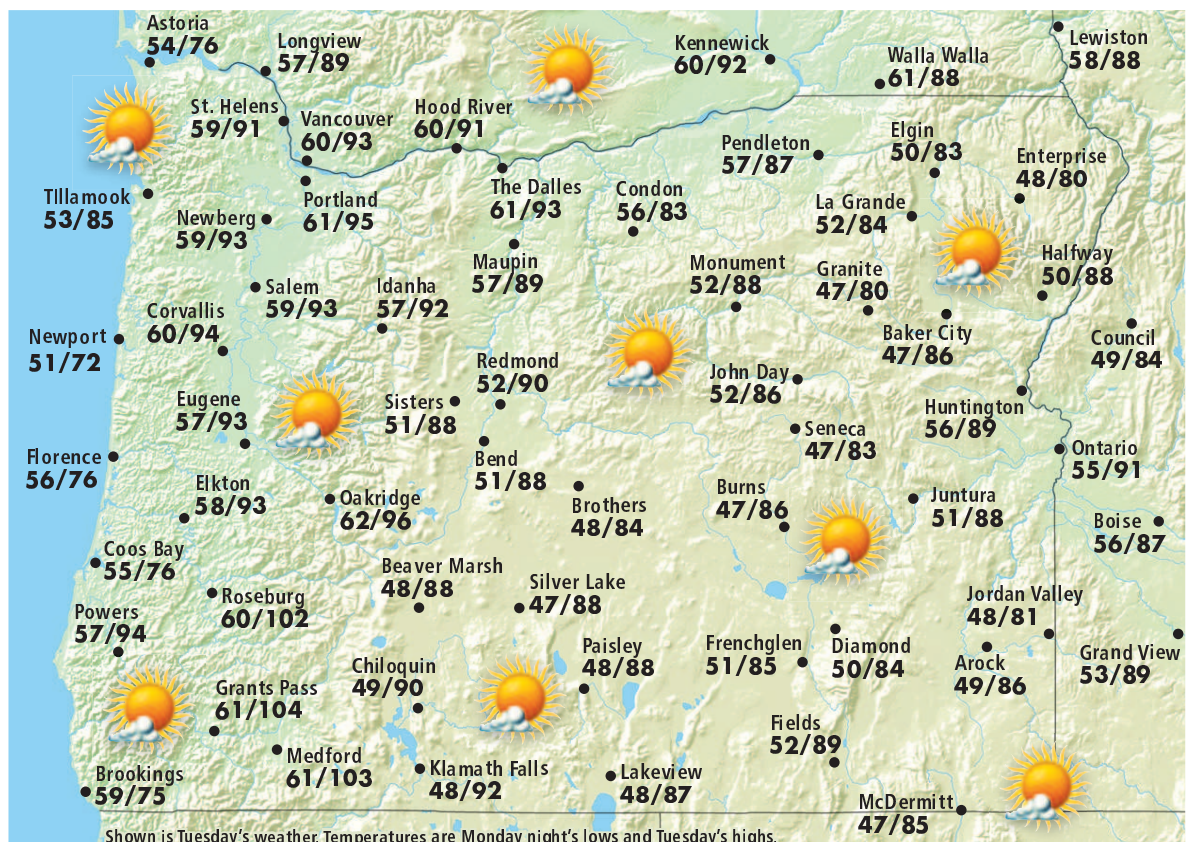 Astoria
54/76
Longview
57/89
Kennewick
60/92
Walla Walla
61/88
Lewiston
58/88
St. Helens
59/91
Vancouver
60/93
Hood River
60/91
Pendleton
57/87
Elgin
50/83
Enterprise
48/80
TIllamook
53/85
Newberg
59/93
Portland
61/95
The Dalles
61/93
Condon
56/83
La Grande
52/84
Maupin
57/89
Monument
52/88
Granite
47/80
Halfway
50/88
Salem
59/93
Idanha
57/92
Corvallis
60/94
Newport
51/72
Baker City
47/86
Council
49/84
Redmond
52/90
John Day
52/86
Eugene
57/93
Sisters
51/88
Huntington
56/89
Seneca
47/83
Florence
56/76
Bend
51/88
Ontario
55/91
Elkton
58/93
Oakridge
62/96
Brothers
48/84
Burns
47/86
Juntura
51/88
Boise
56/87
Coos Bay
55/76
Beaver Marsh
48/88
Silver Lake
47/88
Roseburg
60/102
Jordan Valley
48/81
Powers
57/94
Paisley
48/88
Frenchglen
51/85
Diamond
50/84
Arock
49/86
Grand View
53/89
Chiloquin
49/90
Grants Pass
61/104
Fields
52/89
Medford
61/103
Brookings
59/75
Klamath Falls
48/92
Lakeview
48/87
McDermitt
47/85
Shown is Tuesday's weather. Temperatures are Monday night's lows and Tuesday's highs.